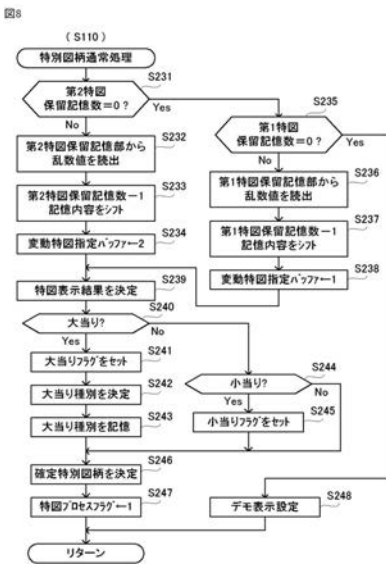 図8
( S110 )
特別図柄通常処理
S231
第2特図
保留記憶数=0?
Yes
No
S232
第2特図保留記憶部から
乱数値を読出
S233
第2特図保留記憶数-1
記憶内容をシフト
S234
変動特図指定バッファ←2
S235
第1特図
保留記憶数=0?
Yes
No
S236
第1特図保留記憶部から
乱数値を読出
S237
第1特図保留記憶数-1
記憶内容をシフト
S238
変動特図指定バッファ←1
S239
特図表示結果を決定
S240
大当り?
No
Yes
S241
大当りフラグをセット
S242
大当り種別を決定
S243
大当り種別を記憶
S244
小当り?
Yes
No
S245
小当りフラグをセット
S246
確定特別図柄を決定
S247
特図プロセスフラグ←1
S248
デモ表示設定
リターン